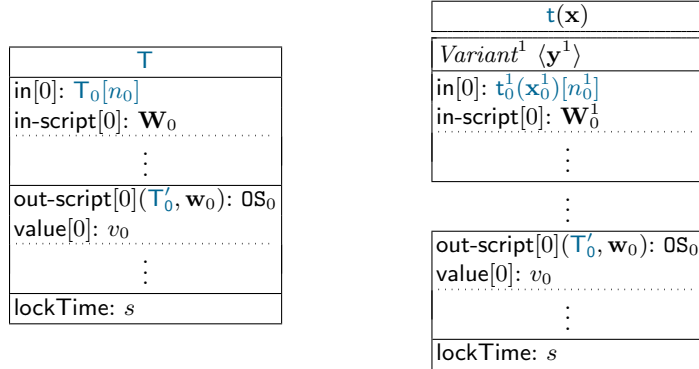 T
in[0]: T₀[n₀]
in-script[0]: W₀
⋮
out-script[0](T′₀, w₀): OS₀
value[0]: v₀
⋮
lockTime: s
t(x)
Variant¹ ⟨y¹⟩
in[0]: t¹₀(x¹₀)[n¹₀]
in-script[0]: W¹₀
⋮
⋮
out-script[0](T′₀, w₀): OS₀
value[0]: v₀
⋮
lockTime: s